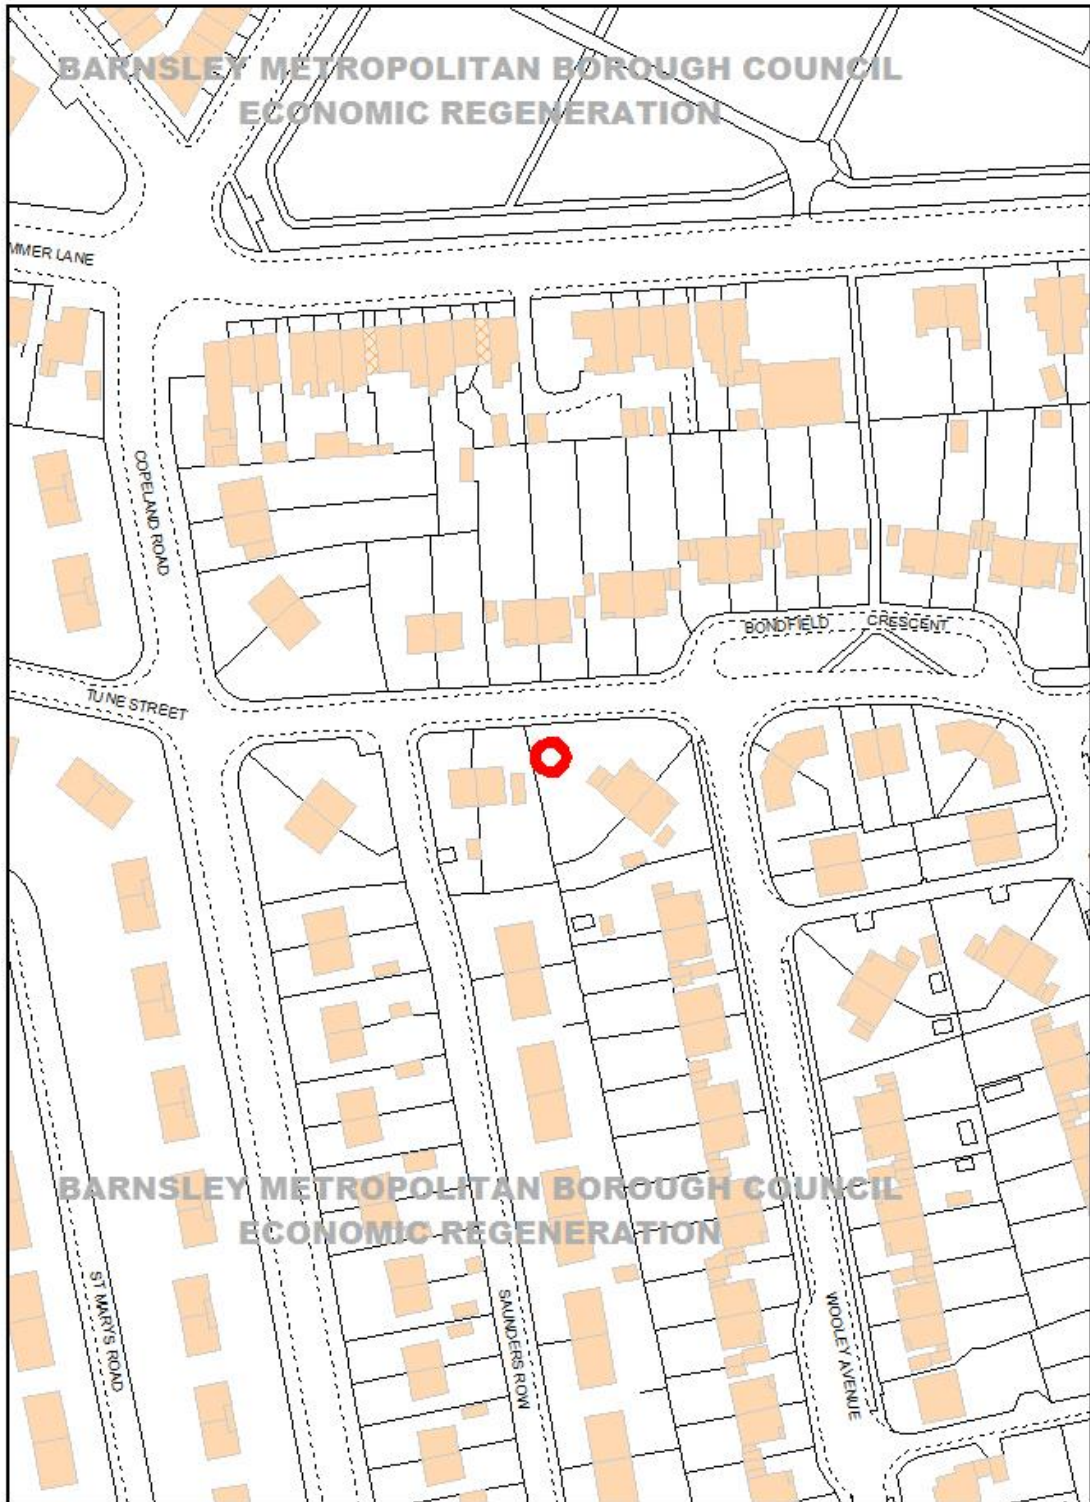 BARNSLEY METROPOLITAN BOROUGH COUNCIL
ECONOMIC REGENERATION
MMER LANE
COPELAND ROAD
BONDFIELD CRESCENT
TUNE STREET
BARNSLEY METROPOLITAN BOROUGH COUNCIL
ECONOMIC REGENERATION
ST MARYS ROAD
SAUNDERS ROW
WOOLEY AVENUE